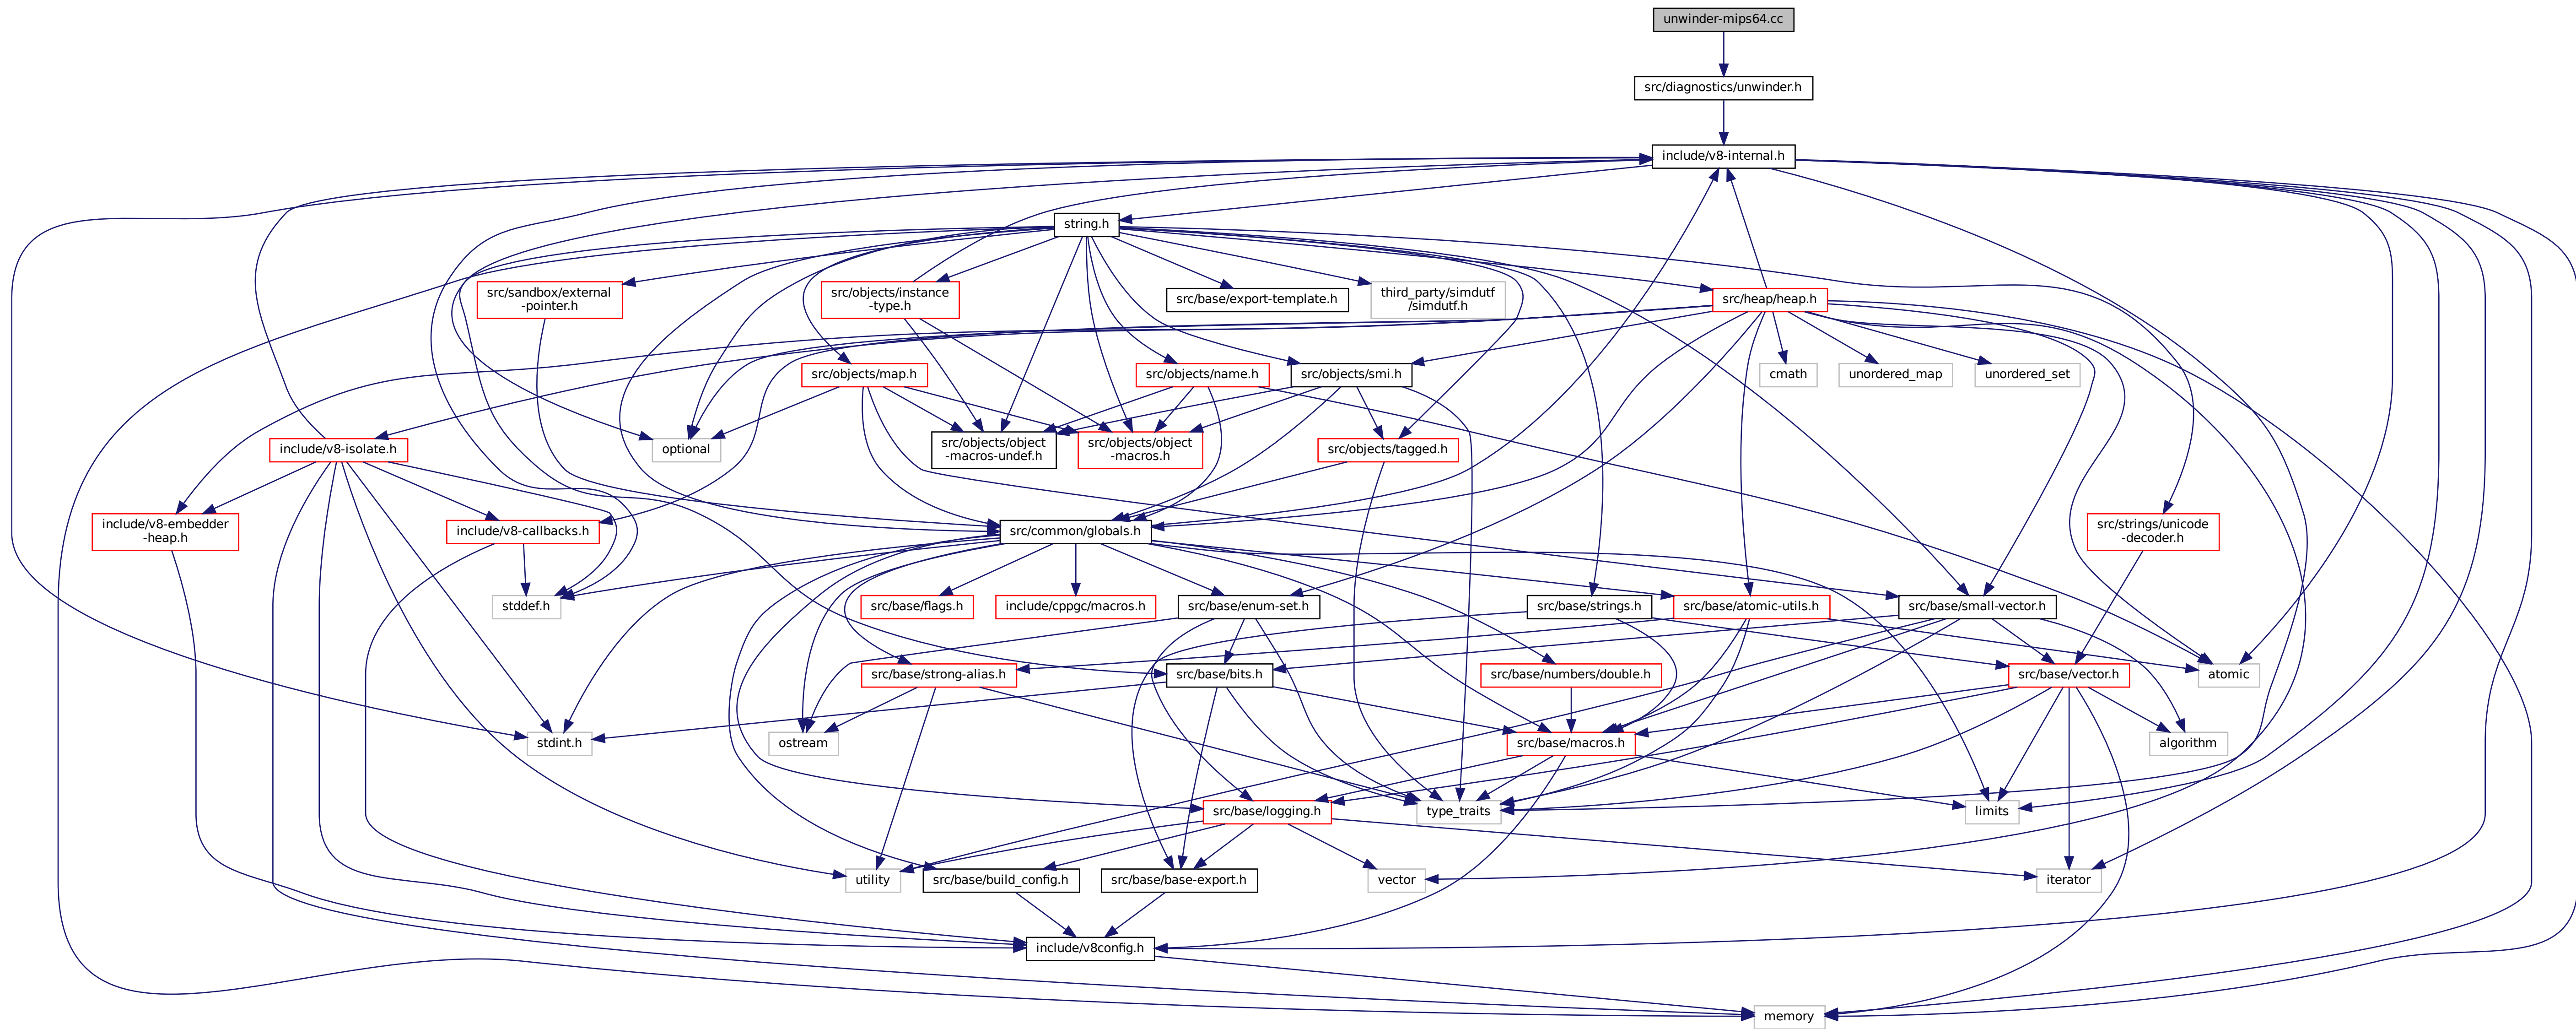 unwinder-mips64.cc
src/diagnostics/unwinder.h
include/v8-internal.h
string.h
src/sandbox/external
-pointer.h
src/objects/instance
-type.h
src/base/export-template.h
third_party/simdutf
/simdutf.h
src/heap/heap.h
src/objects/map.h
src/objects/name.h
src/objects/smi.h
cmath
unordered_map
unordered_set
include/v8-isolate.h
optional
src/objects/object
-macros-undef.h
src/objects/object
-macros.h
src/objects/tagged.h
include/v8-embedder
-heap.h
include/v8-callbacks.h
src/common/globals.h
src/strings/unicode
-decoder.h
stddef.h
src/base/flags.h
include/cppgc/macros.h
src/base/enum-set.h
src/base/strings.h
src/base/atomic-utils.h
src/base/small-vector.h
src/base/strong-alias.h
src/base/bits.h
src/base/numbers/double.h
src/base/vector.h
atomic
stdint.h
ostream
src/base/macros.h
algorithm
src/base/logging.h
type_traits
limits
utility
src/base/build_config.h
src/base/base-export.h
vector
iterator
include/v8config.h
memory